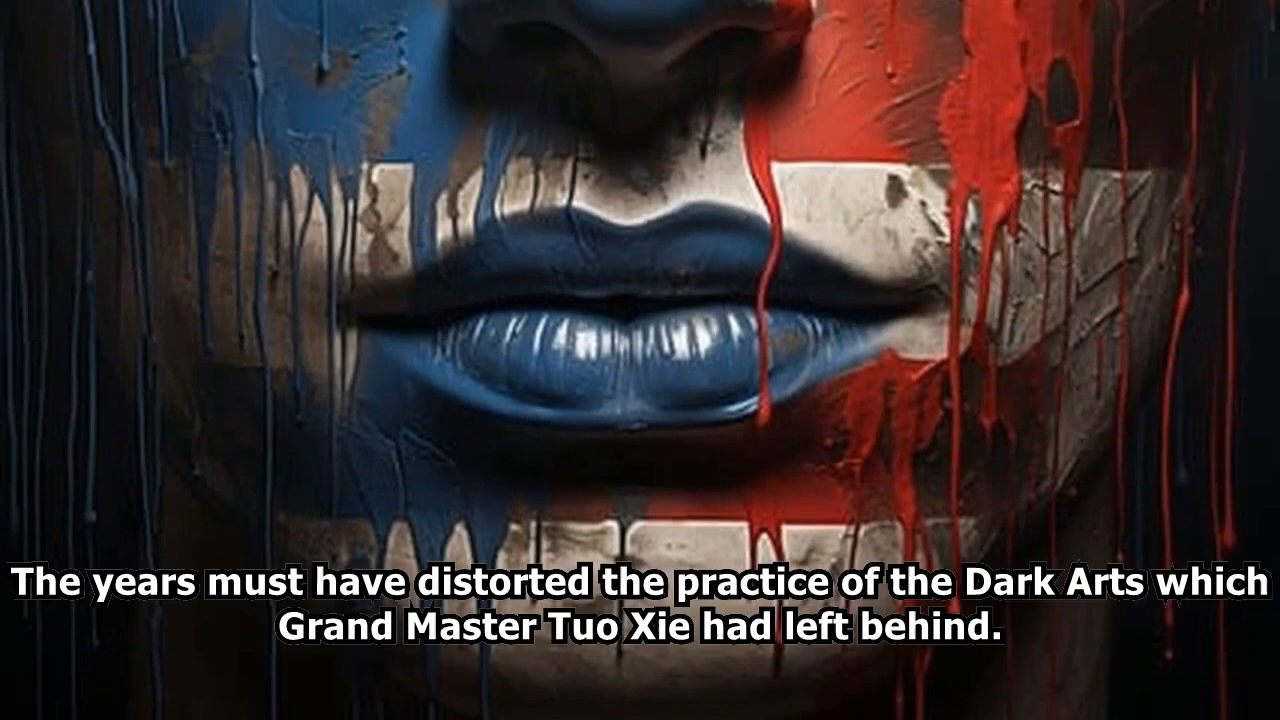 The years must have distorted the practice of the Dark Arts which
Grand Master Tuo Xie had left behind.